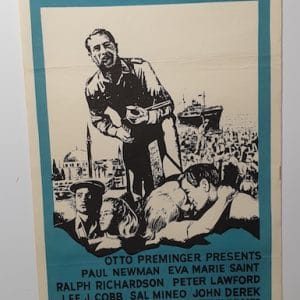 OTTO PREMINGER PRESENTS
PAUL NEWMAN EVA MARIE SAINT
RALPH RICHARDSON PETER LAWFORD
LEE J. COBB SAL MINEO JOHN DEREK